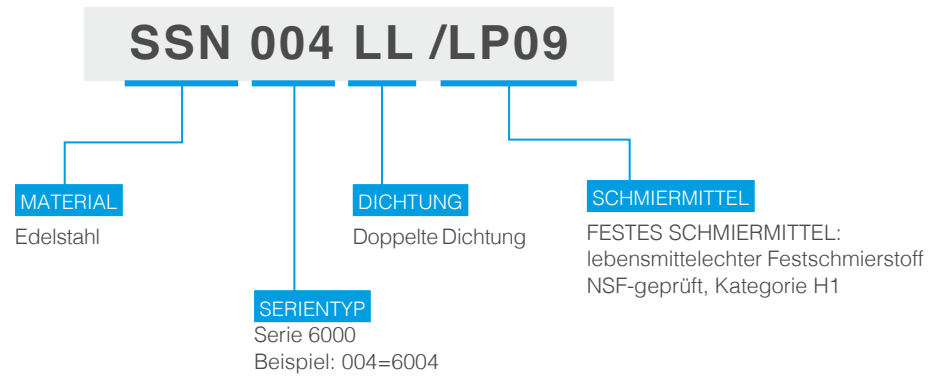 SSN 004 LL /LP09
MATERIAL
Edelstahl
DICHTUNG
Doppelte Dichtung
SCHMIERMITTEL
FESTES SCHMIERMITTEL:
lebensmittelechter Festschmierstoff
NSF-geprüft, Kategorie H1
SERIENTYP
Serie 6000
Beispiel: 004=6004